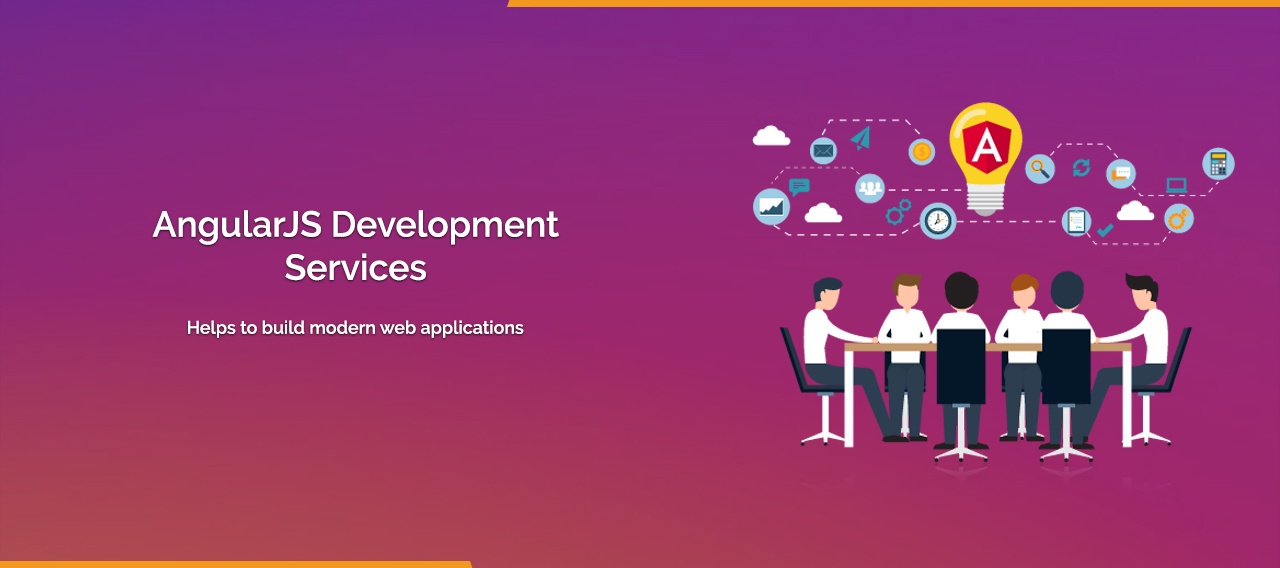 AngularJS Development
Services
Helps to build modern web applications
A